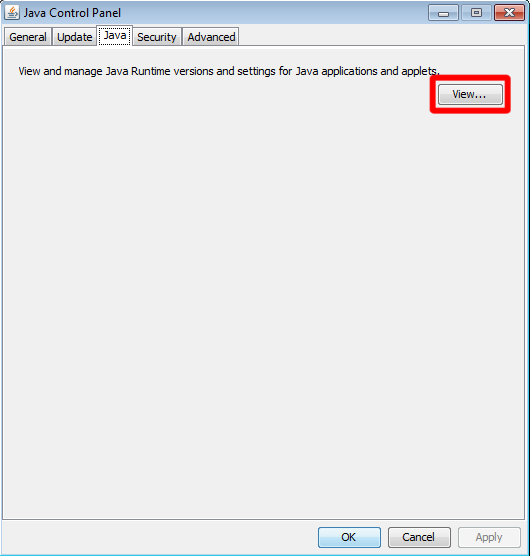 Java Control Panel
General Update Java Security Advanced
View and manage Java Runtime versions and settings for Java applications and applets.
View...
OK Cancel Apply